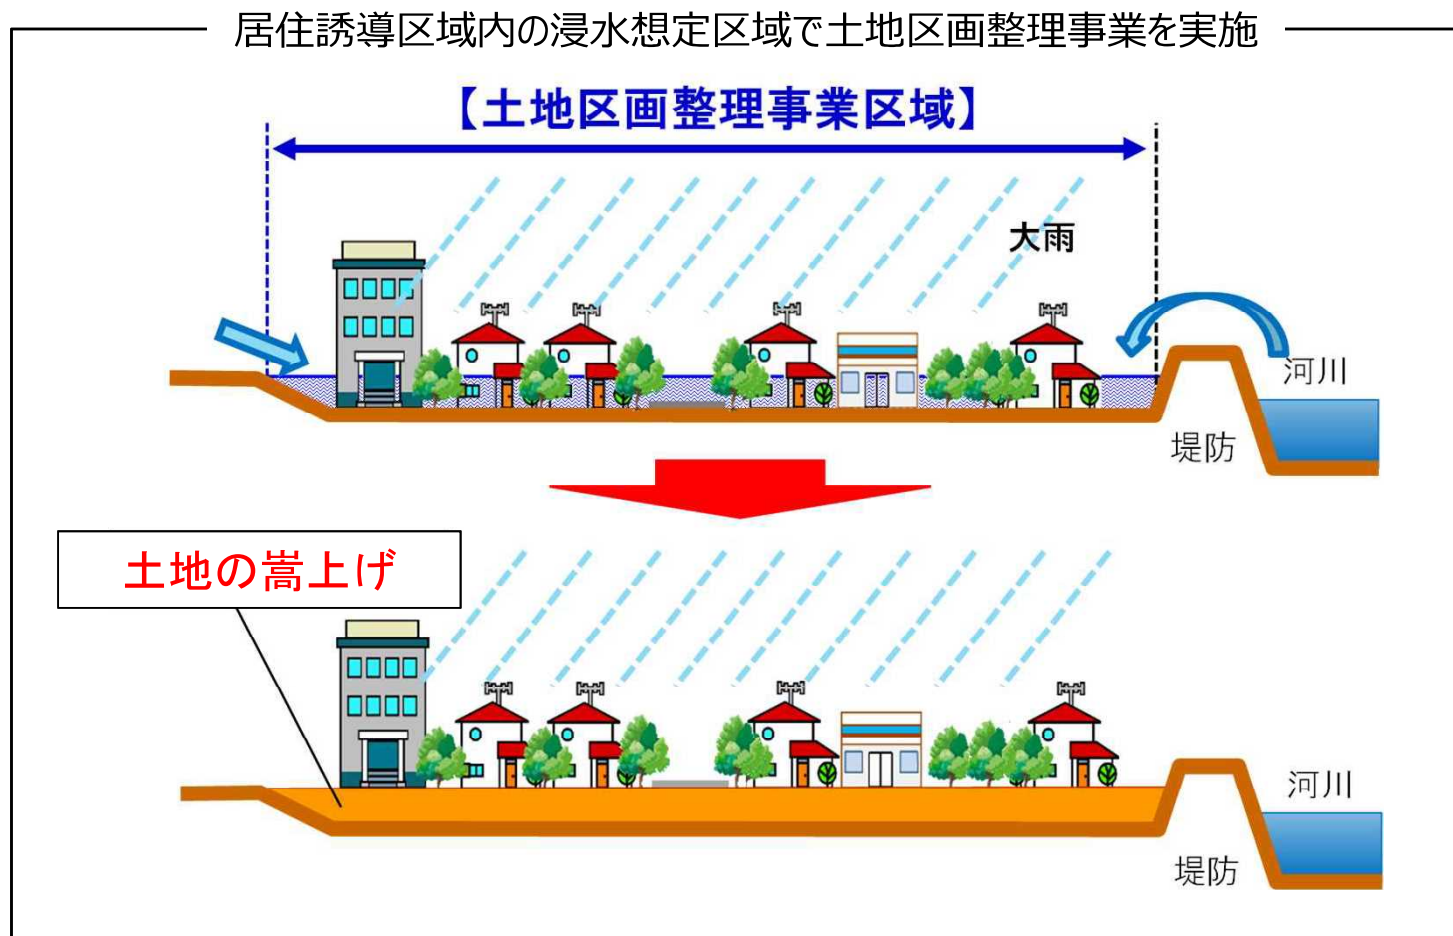 居住誘導区域内の浸水想定区域で土地区画整理事業を実施
【土地区画整理事業区域】
大雨
河川
堤防
土地の嵩上げ
河川
堤防